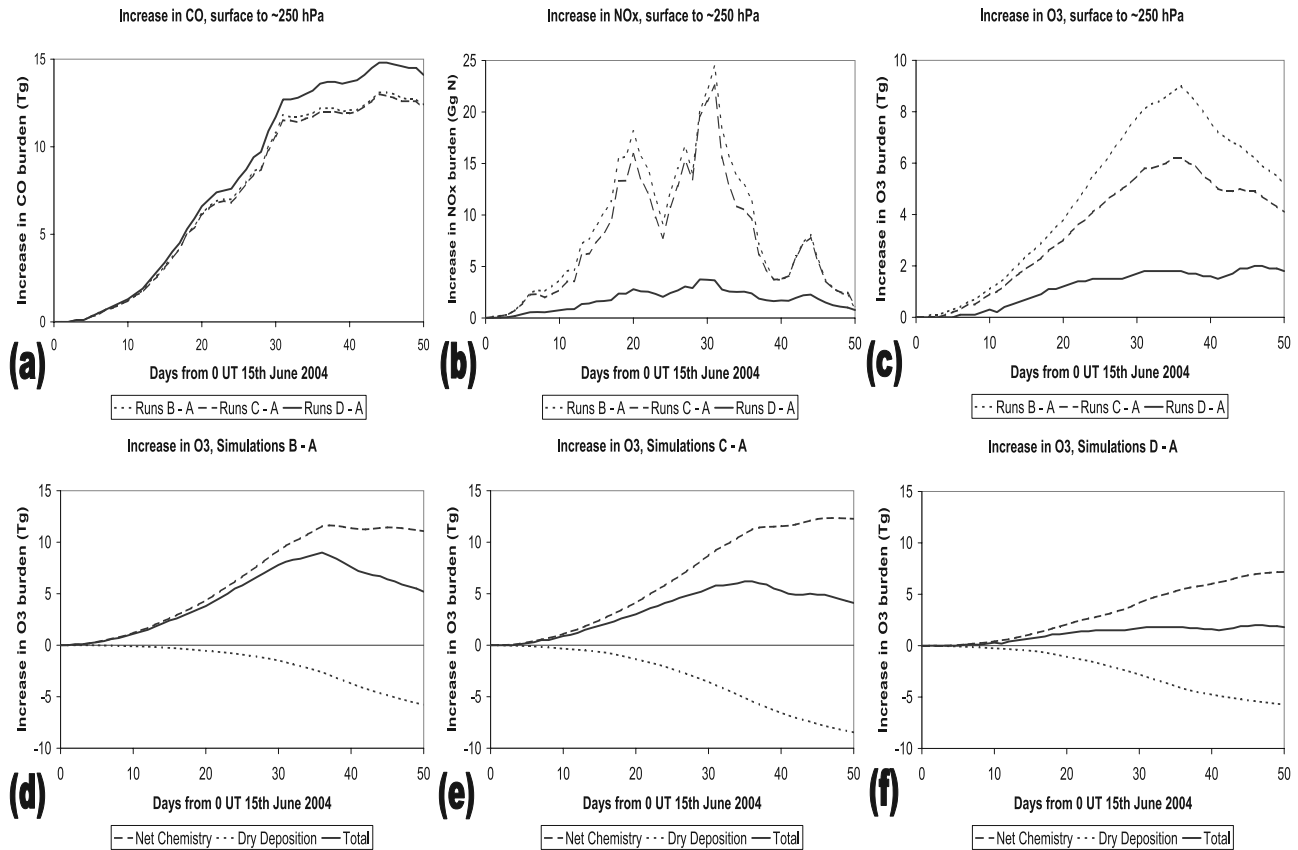 Increase in CO, surface to ~250 hPa
Increase in CO burden (Tg)
15
10
5
0
0 10 20 30 40 50
(a)
Days from 0 UT 15th June 2004
Runs B - A Runs C - A Runs D - A
Increase in NOx, surface to ~250 hPa
Increase in NOx burden (Gg N)
25
20
15
10
5
0
0 10 20 30 40 50
(b)
Days from 0 UT 15th June 2004
Runs B - A Runs C - A Runs D - A
Increase in O3, surface to ~250 hPa
Increase in O3 burden (Tg)
10
8
6
4
2
0
0 10 20 30 40 50
(c)
Days from 0 UT 15th June 2004
Runs B - A Runs C - A Runs D - A
Increase in O3, Simulations B - A
Increase in O3 burden (Tg)
15
10
5
0
-5
-10
0 10 20 30 40 50
(d)
Days from 0 UT 15th June 2004
Net Chemistry Dry Deposition Total
Increase in O3, Simulations C - A
Increase in O3 burden (Tg)
15
10
5
0
-5
-10
0 10 20 30 40 50
(e)
Days from 0 UT 15th June 2004
Net Chemistry Dry Deposition Total
Increase in O3, Simulations D - A
Increase in O3 burden (Tg)
15
10
5
0
-5
-10
0 10 20 30 40 50
(f)
Days from 0 UT 15th June 2004
Net Chemistry Dry Deposition Total